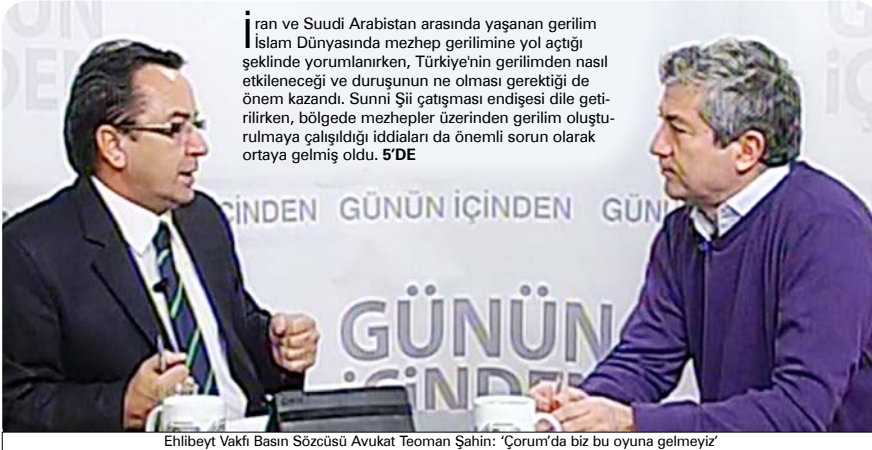 İran ve Suudi Arabistan arasında yaşanan gerilim
İslam Dünyasında mezhep gerilimine yol açtığı
şeklinde yorumlanırken, Türkiye'nin gerilimden nasıl
etkileneceği ve duruşunun ne olması gerektiği de
önem kazandı. Sunni Şii çatışması endişesi dile geti-
rilirken, bölgede mezhepler üzerinden gerilim oluştu-
rulmaya çalışıldığı iddiaları da önemli sorun olarak
ortaya gelmiş oldu. 5'DE
İÇİNDEN GÜNÜN İÇİNDEN GÜN
GÜNÜN
İÇİNDEN
Ehlibeyt Vakfı Basın Sözcüsü Avukat Teoman Şahin: ‘Çorum’da biz bu oyuna gelmeyiz’